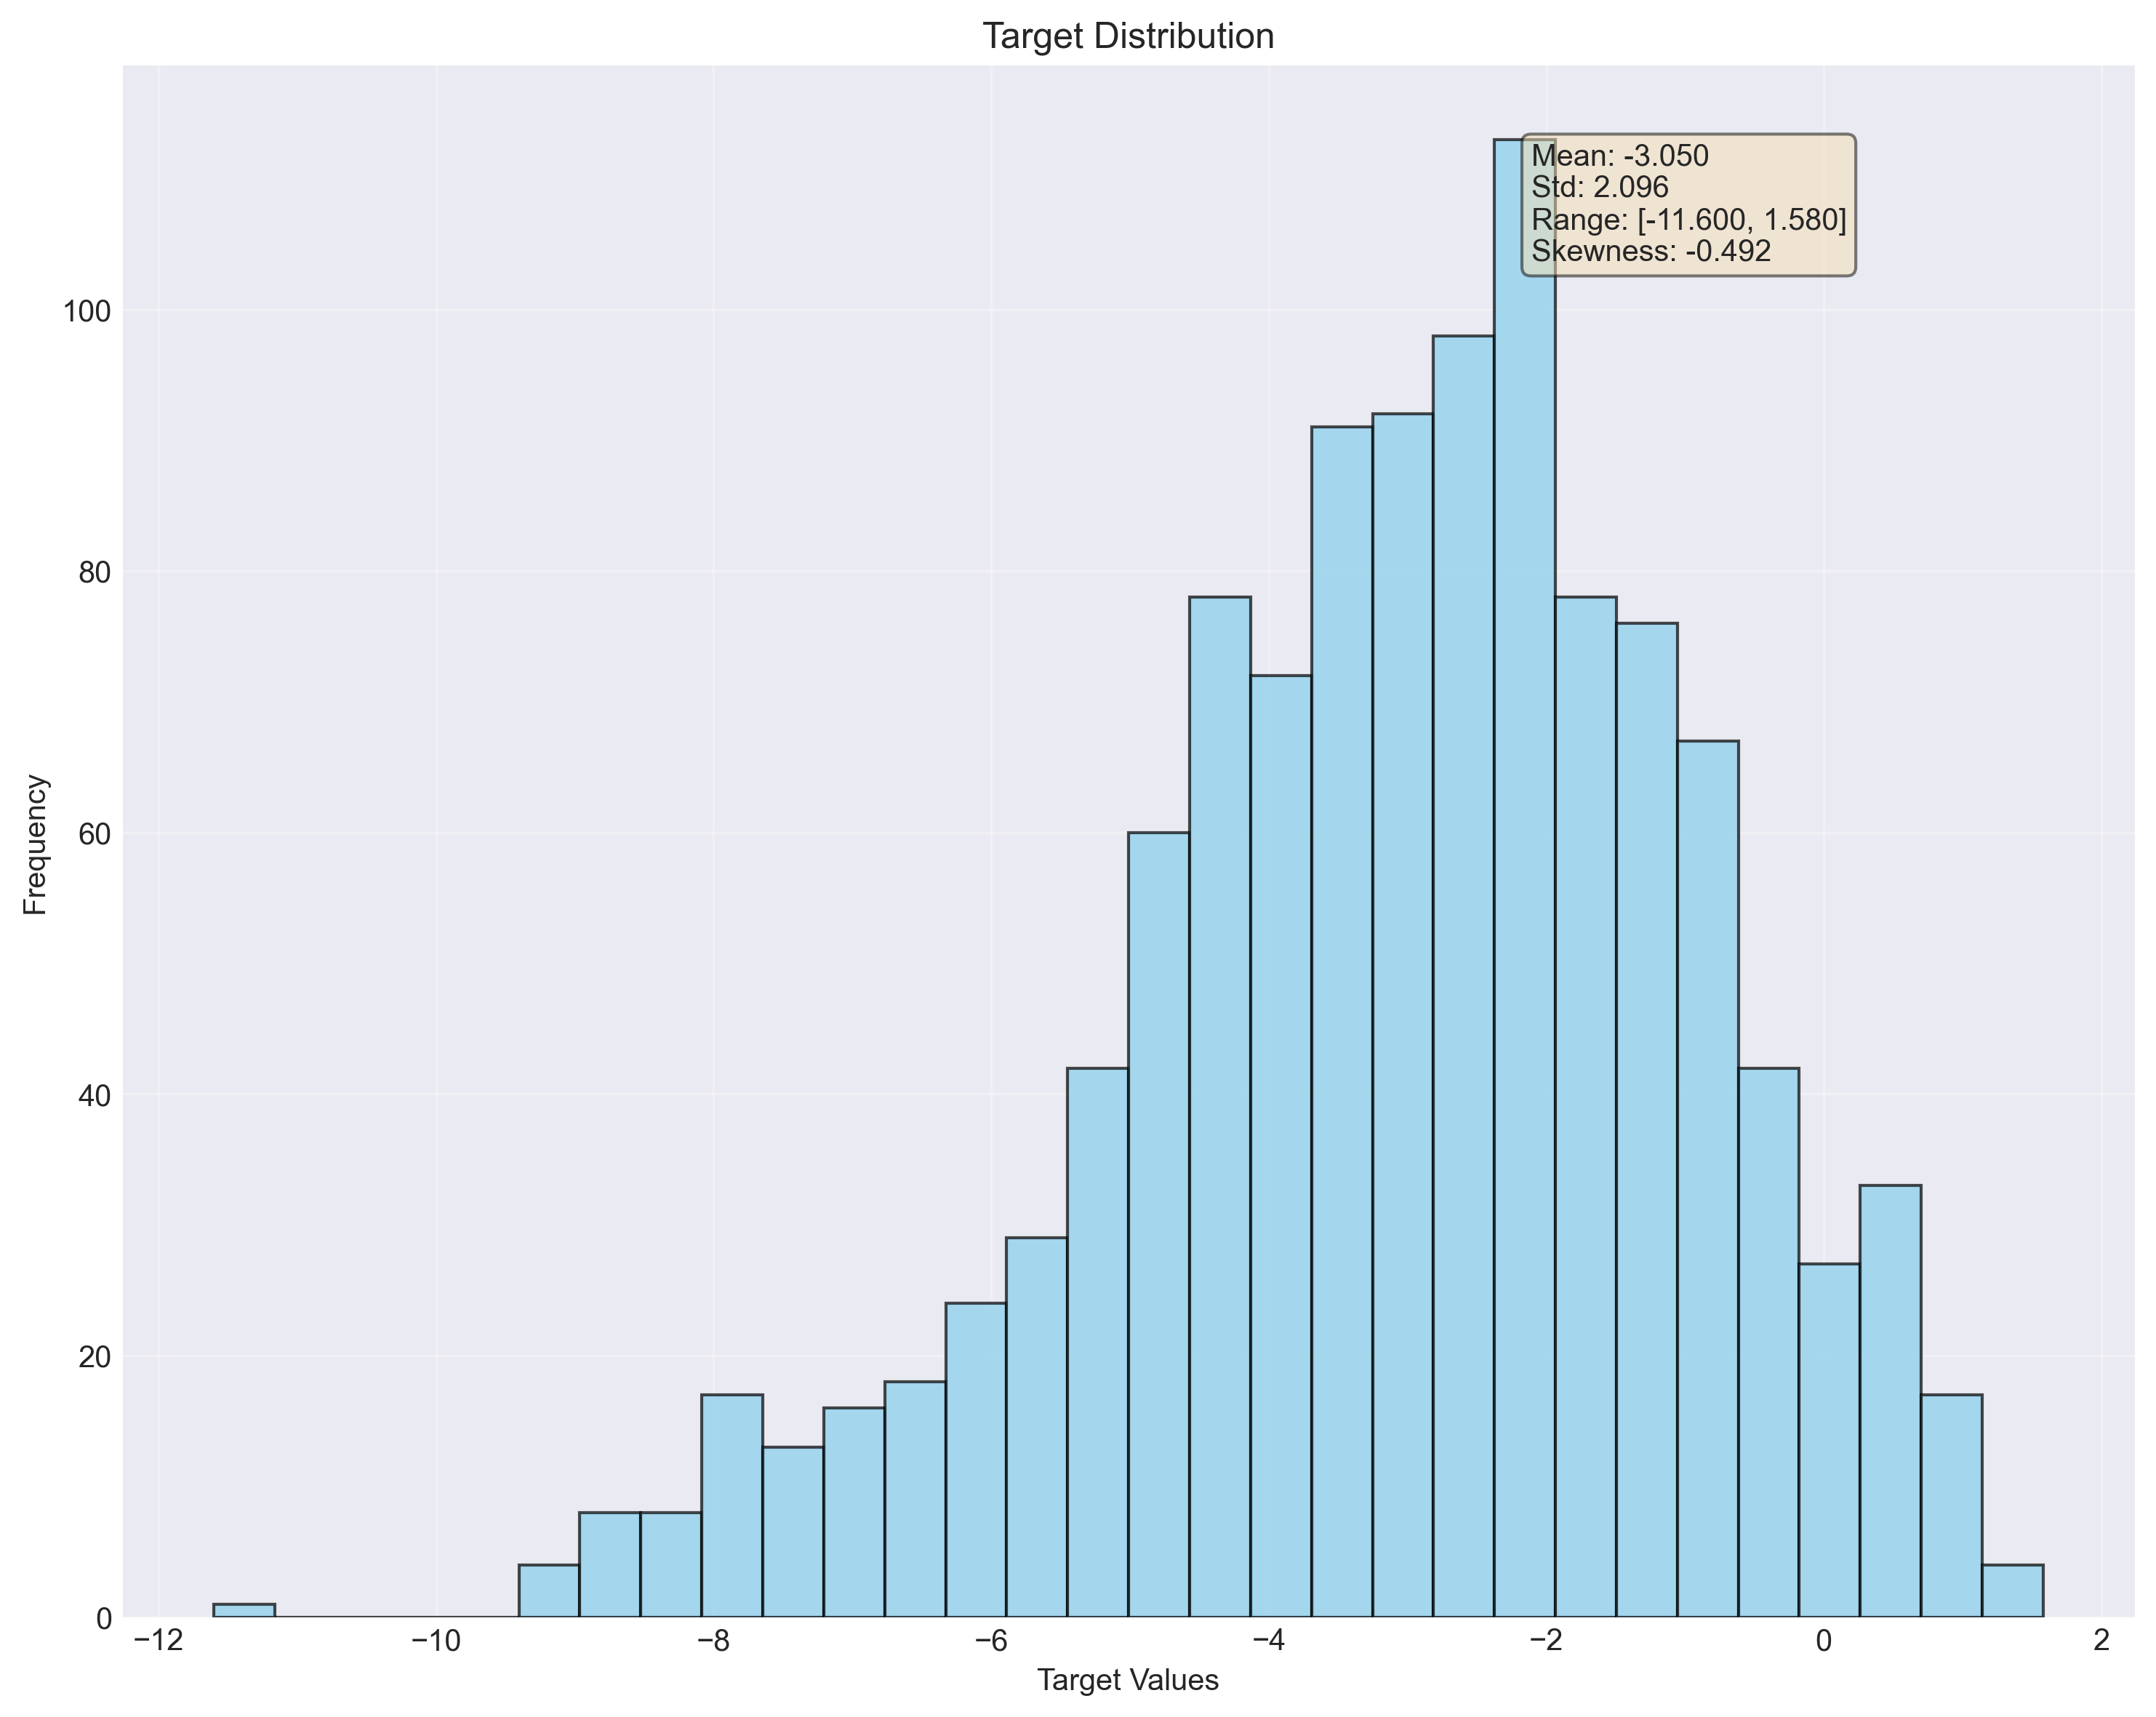 Target Distribution
Mean: -3.050
Std: 2.096
Range: [-11.600, 1.580]
Skewness: -0.492
100
80
60
40
20
0
Frequency
−12 −10 −8 −6 −4 −2 0 2
Target Values